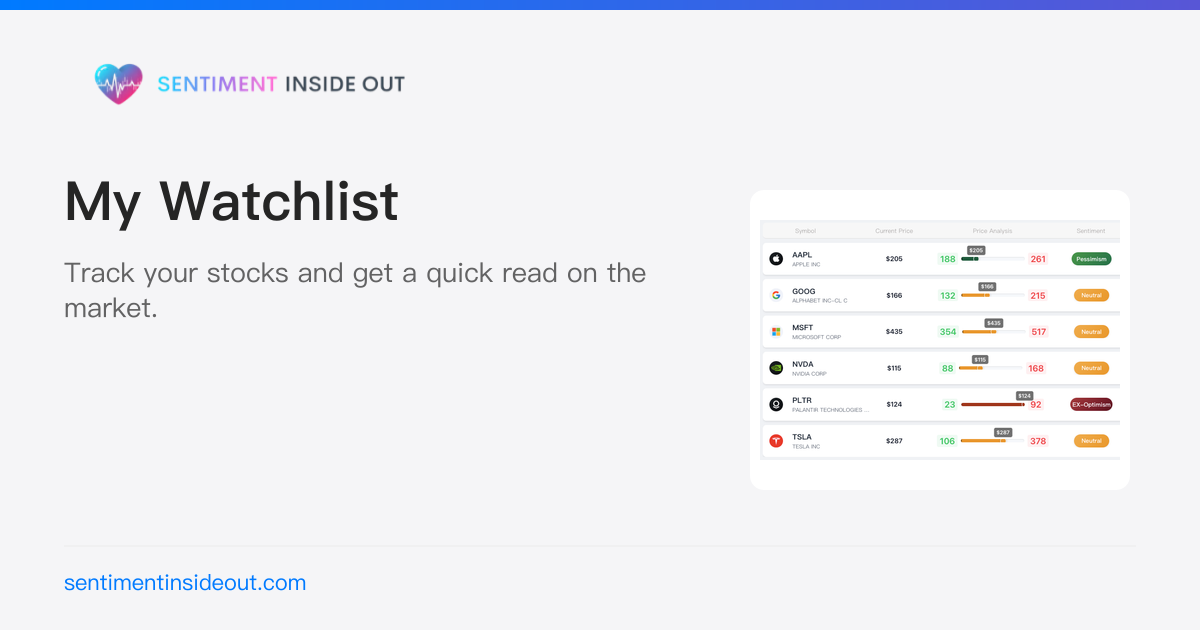 SENTIMENT INSIDE OUT
My Watchlist
Track your stocks and get a quick read on the
market.
Symbol Current Price Price Analysis Sentiment
AAPL
APPLE INC
$205
188 $205 261
Pessimism
GOOG
ALPHABET INC-CL C
$166
132 $166 215
Neutral
MSFT
MICROSOFT CORP
$435
354 $435 517
Neutral
NVDA
NVIDIA CORP
$115
88 $115 168
Neutral
PLTR
PALANTIR TECHNOLOGIES ...
$124
23 $124 92
EX-Optimism
TSLA
TESLA INC
$287
106 $287 378
Neutral
sentimentinsideout.com